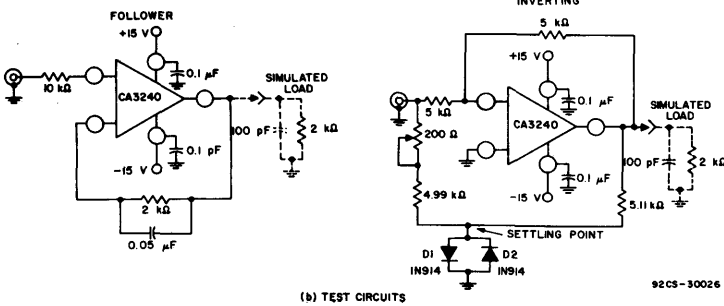 FOLLOWER
+15 V
0.1 µF
10 kΩ
CA3240
SIMULATED
LOAD
100 pF
2 kΩ
0.1 pF
-15 V
2 kΩ
0.05 µF
INVERTING
5 kΩ
+15 V
0.1 µF
5 kΩ
CA3240
SIMULATED
LOAD
200 Ω
100 pF
2 kΩ
0.1 µF
-15 V
4.99 kΩ
5.11 kΩ
SETTLING POINT
D1
D2
1N914
1N914
(b) TEST CIRCUITS
92CS-30026